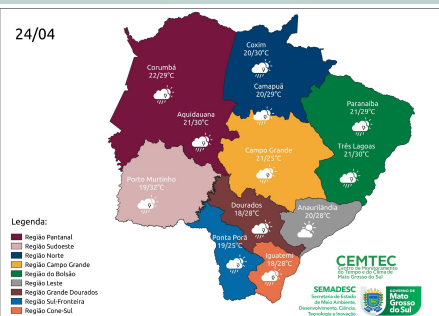 24/04
Coxim
20/30°C
Corumbá
22/29°C
Camapuã
20/29°C
Paranaíba
21/29°C
Aquidauana
21/30°C
Campo Grande
21/25°C
Três Lagoas
21/30°C
Porto Murtinho
19/32°C
Dourados
18/28°C
Anaurilândia
20/28°C
Ponta Porã
19/25°C
Iguatemi
18/28°C
Legenda:
Região Pantanal
Região Sudoeste
Região Norte
Região Campo Grande
Região do Bolsão
Região Leste
Região Grande Dourados
Região Sul-Fronteira
Região Cone-Sul
CEMTEC
Centro de Monitoramento
do Tempo e do Clima de
Mato Grosso do Sul
SEMADESC
Secretaria de Estado
de Meio Ambiente,
Desenvolvimento, Ciência,
Tecnologia e Inovação
GOVERNO DE
Mato
Grosso
do Sul